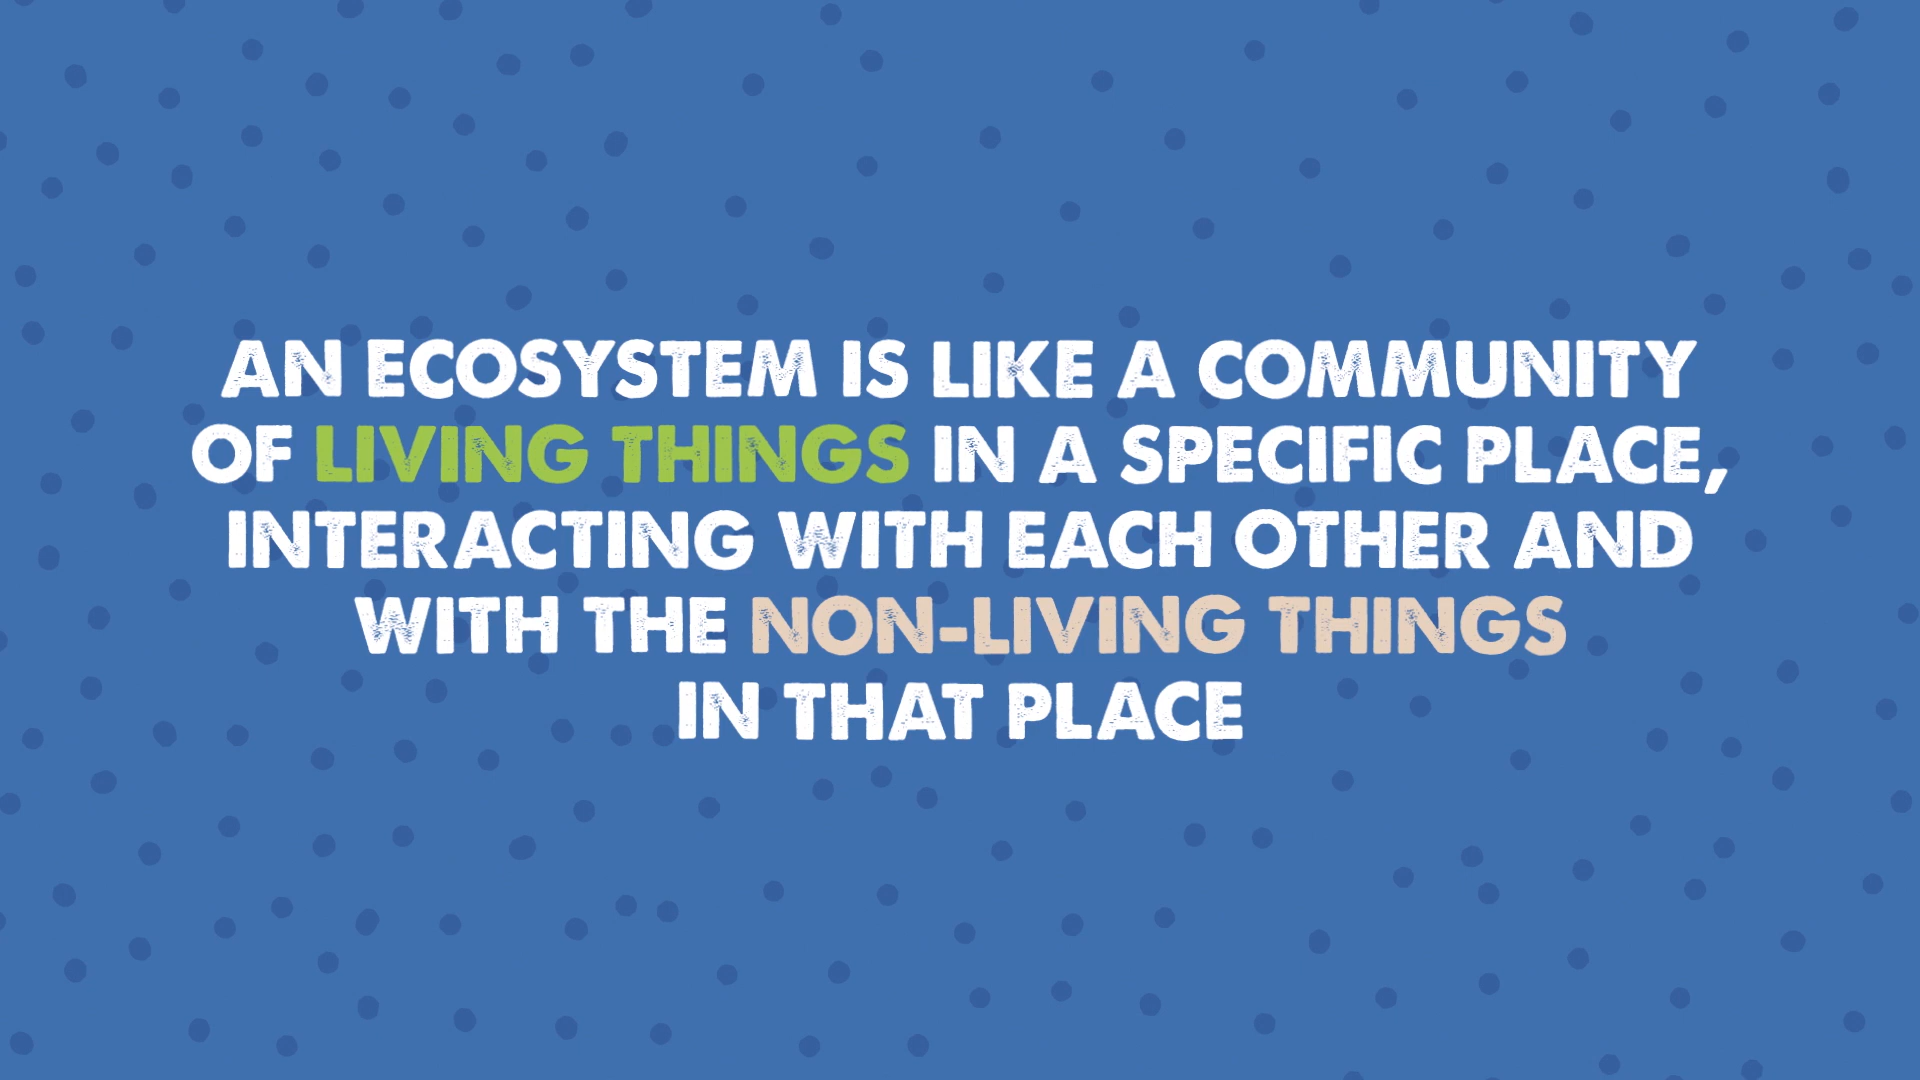 AN ECOSYSTEM IS LIKE A COMMUNITY
OF LIVING THINGS IN A SPECIFIC PLACE,
INTERACTING WITH EACH OTHER AND
WITH THE NON-LIVING THINGS
IN THAT PLACE